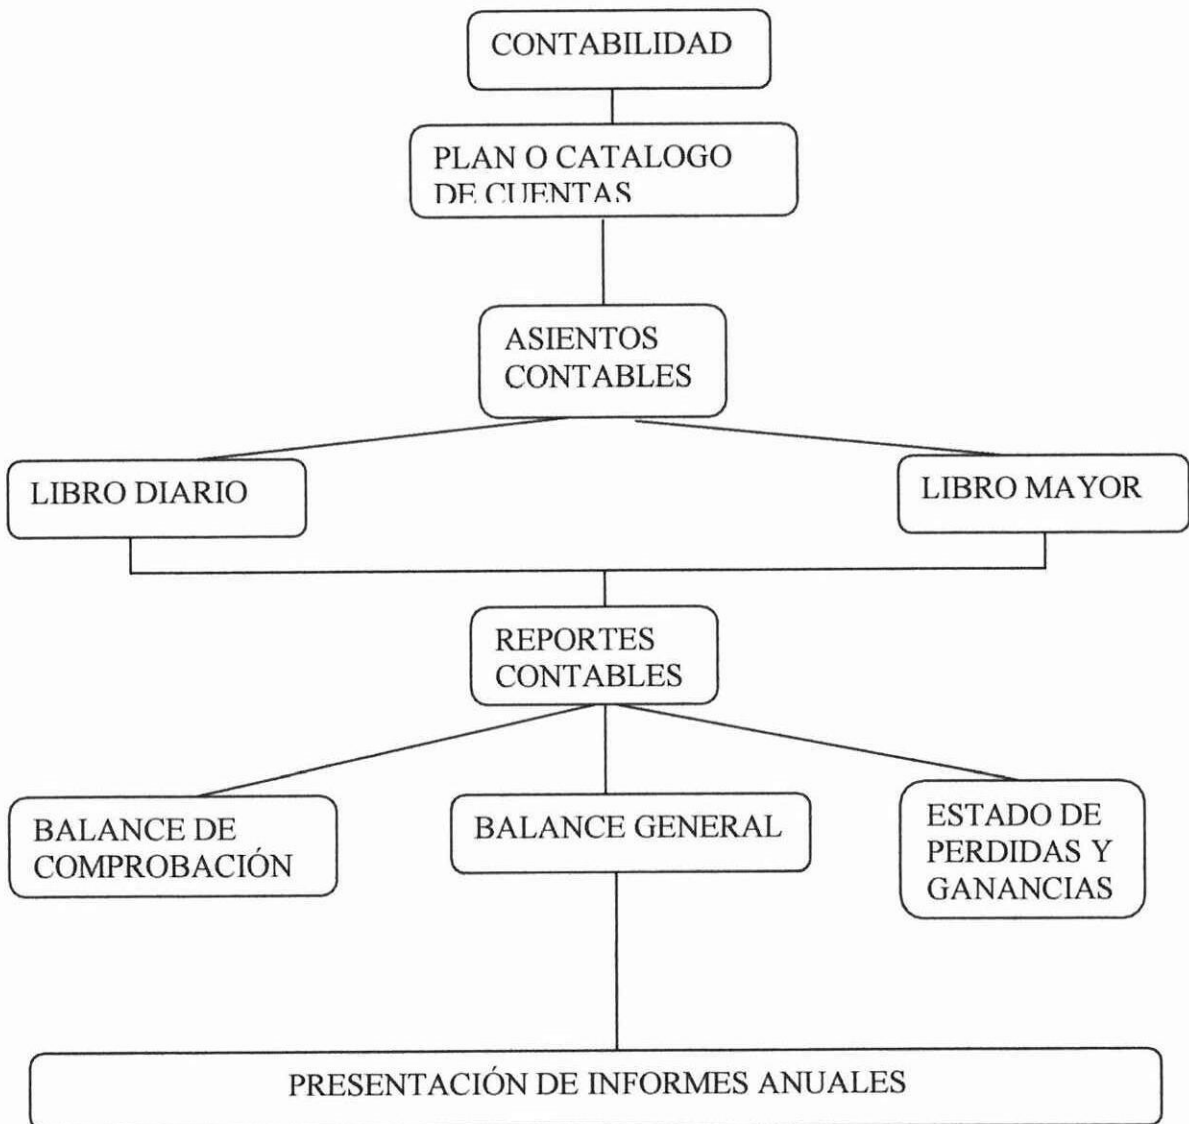 CONTABILIDAD
PLAN O CATALOGO
DE CUENTAS
ASIENTOS
CONTABLES
LIBRO DIARIO
LIBRO MAYOR
REPORTES
CONTABLES
BALANCE DE
COMPROBACIÓN
BALANCE GENERAL
ESTADO DE
PERDIDAS Y
GANANCIAS
PRESENTACIÓN DE INFORMES ANUALES